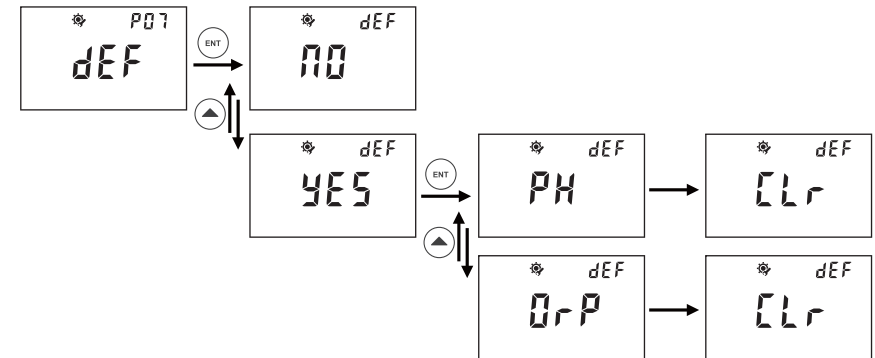 P07
dEF
ENT
dEF
NO
dEF
YES
ENT
dEF
PH
dEF
CLr
dEF
OrP
dEF
CLr